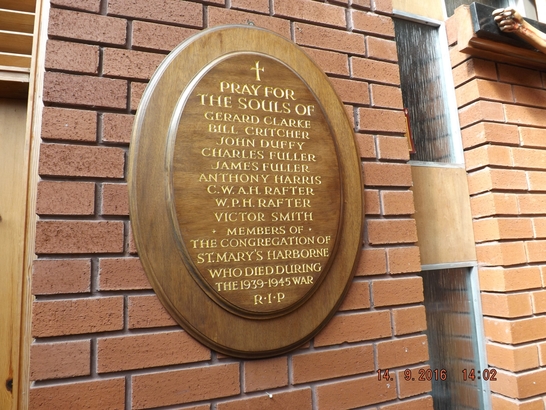 PRAY FOR
THE SOULS OF
GERARD CLARKE
BILL CRITCHER
JOHN DUFFY
CHARLES FULLER
JAMES FULLER
ANTHONY HARRIS
C.W.A.H. RAFTER
W.P.H. RAFTER
VICTOR SMITH
· MEMBERS OF ·
THE CONGREGATION OF
ST. MARY'S HARBORNE
WHO DIED DURING
THE 1939-1945 WAR
R·I·P
14. 9.2016 14:02